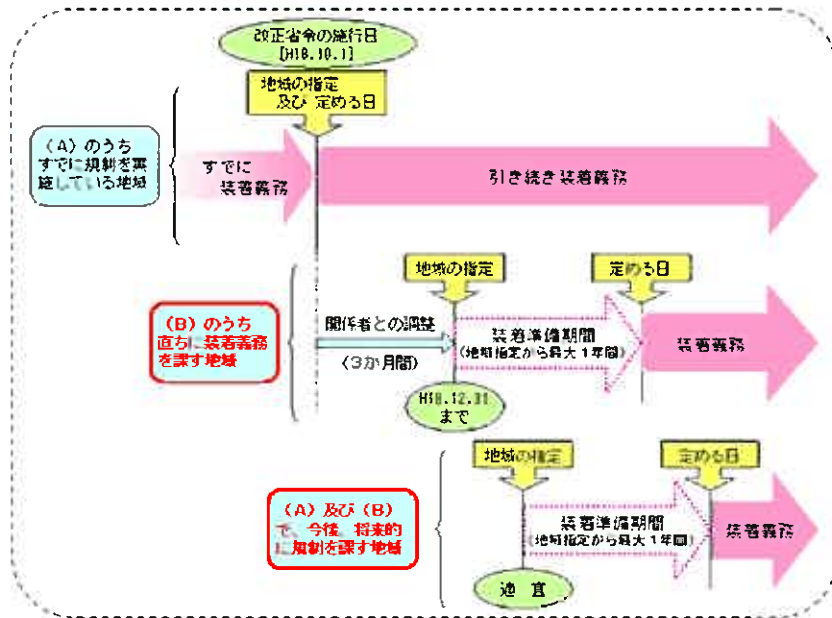 改正省令の施行日
[H18.10.1]
地域の指定
及び 定める日
(A)のうち
すでに規制を実
施している地域
すでに
装着義務
引き続き装着義務
地域の指定
定める日
(B)のうち
直ちに装着義務
を課す地域
関係者との調整
(3か月間)
装着準備期間
(地域指定から最大1年間)
装着義務
H18.12.31
まで
地域の指定
定める日
(A)及び(B)
で、今後、将来的
に規制を課す地域
装着準備期間
(地域指定から最大1年間)
装着義務
適 宜